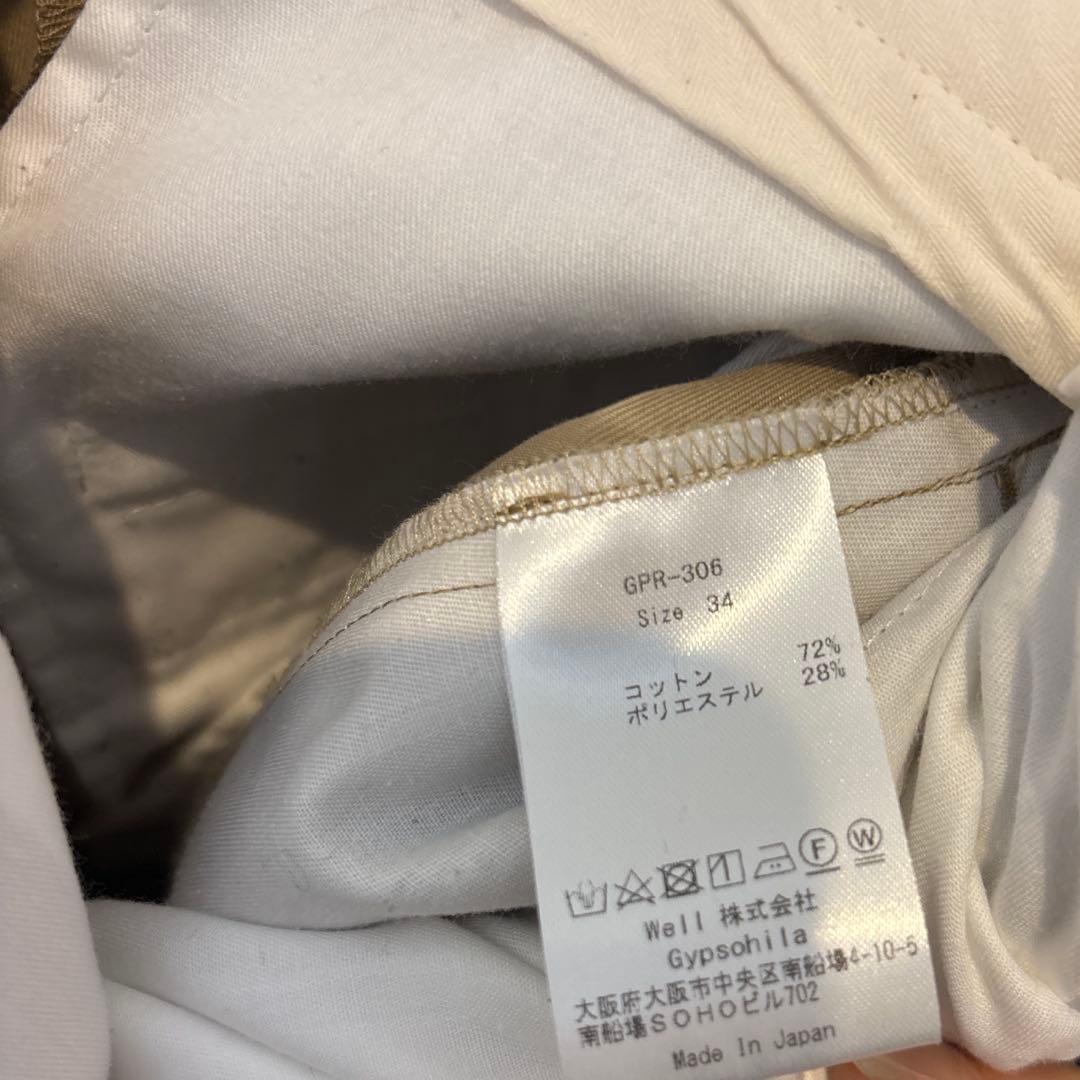 GPR-306
Size 34
コットン 72%
ポリエステル 28%
F W
Well 株式会社
Gypsohila
大阪府大阪市中央区南船場4-10-5
南船場SOHOビル702
Made In Japan